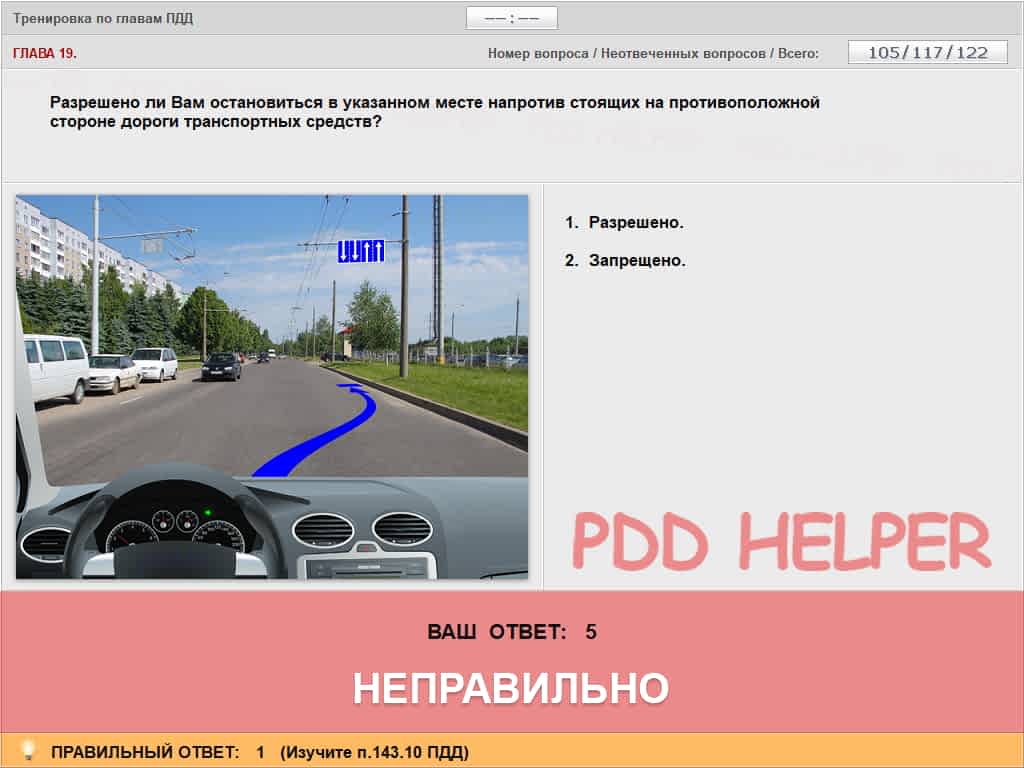 Тренировка по главам ПДД
—— : ——
ГЛАВА 19.
Номер вопроса / Неотвеченных вопросов / Всего:
105/117/122
Разрешено ли Вам остановиться в указанном месте напротив стоящих на противоположной
стороне дороги транспортных средств?
1. Разрешено.
2. Запрещено.
PDD HELPER
ВАШ ОТВЕТ: 5
НЕПРАВИЛЬНО
ПРАВИЛЬНЫЙ ОТВЕТ: 1 (Изучите п.143.10 ПДД)